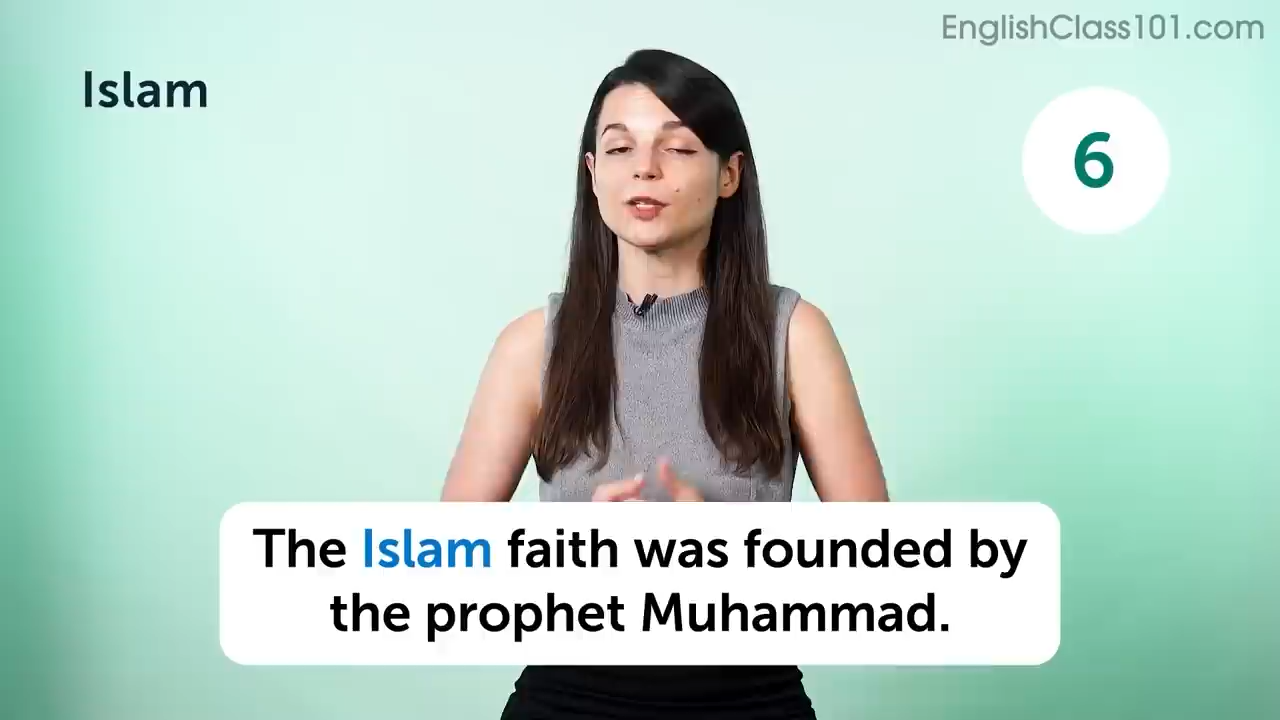 EnglishClass101.com
Islam
6
The Islam faith was founded by
the prophet Muhammad.